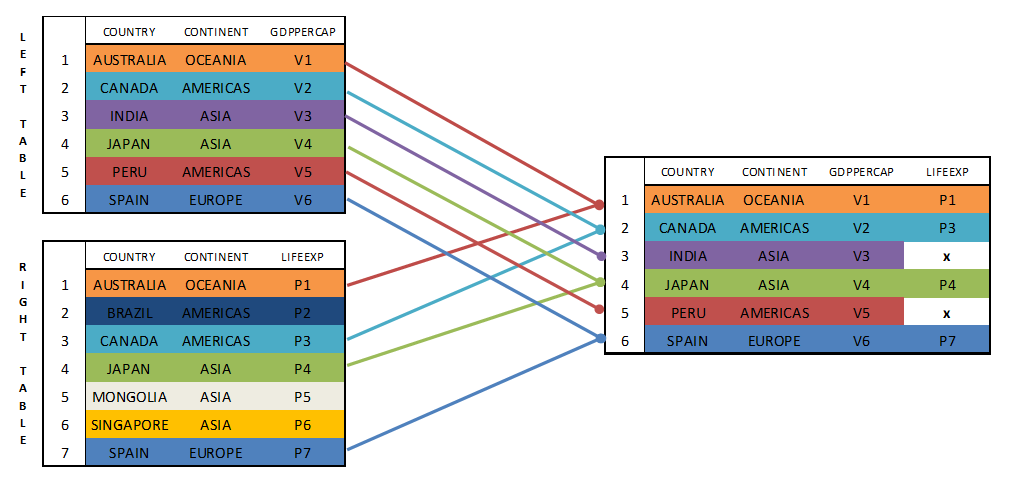 LEFT TABLE
COUNTRY CONTINENT GDPPERCAP
1 AUSTRALIA OCEANIA V1
2 CANADA AMERICAS V2
3 INDIA ASIA V3
4 JAPAN ASIA V4
5 PERU AMERICAS V5
6 SPAIN EUROPE V6
RIGHT TABLE
COUNTRY CONTINENT LIFEEXP
1 AUSTRALIA OCEANIA P1
2 BRAZIL AMERICAS P2
3 CANADA AMERICAS P3
4 JAPAN ASIA P4
5 MONGOLIA ASIA P5
6 SINGAPORE ASIA P6
7 SPAIN EUROPE P7
COUNTRY CONTINENT GDPPERCAP LIFEEXP
1 AUSTRALIA OCEANIA V1 P1
2 CANADA AMERICAS V2 P3
3 INDIA ASIA V3 x
4 JAPAN ASIA V4 P4
5 PERU AMERICAS V5 x
6 SPAIN EUROPE V6 P7